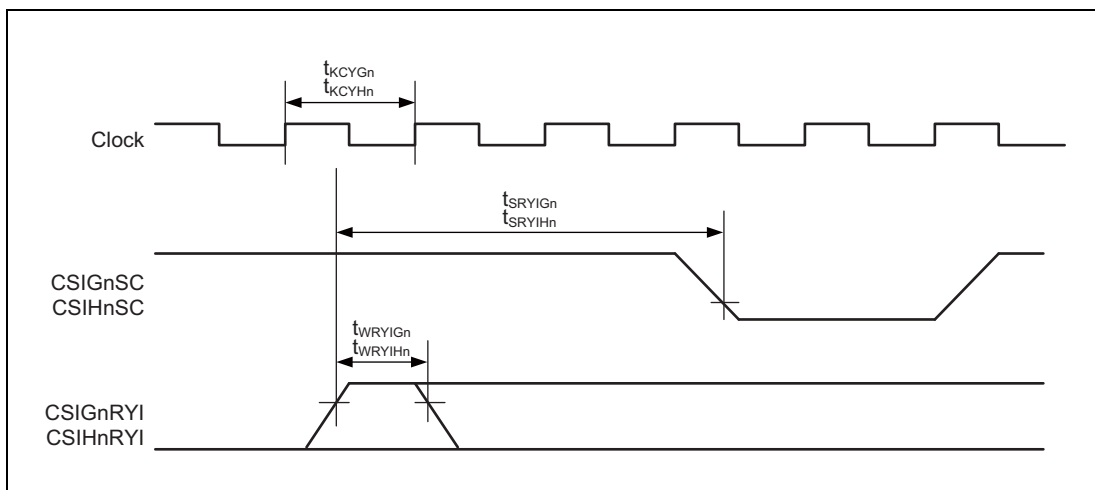 tKCYGn
tKCYHn
Clock
tSRYIGn
tSRYIHn
CSIGnSC
CSIHnSC
tWRYIGn
tWRYIHn
CSIGnRYI
CSIHnRYI